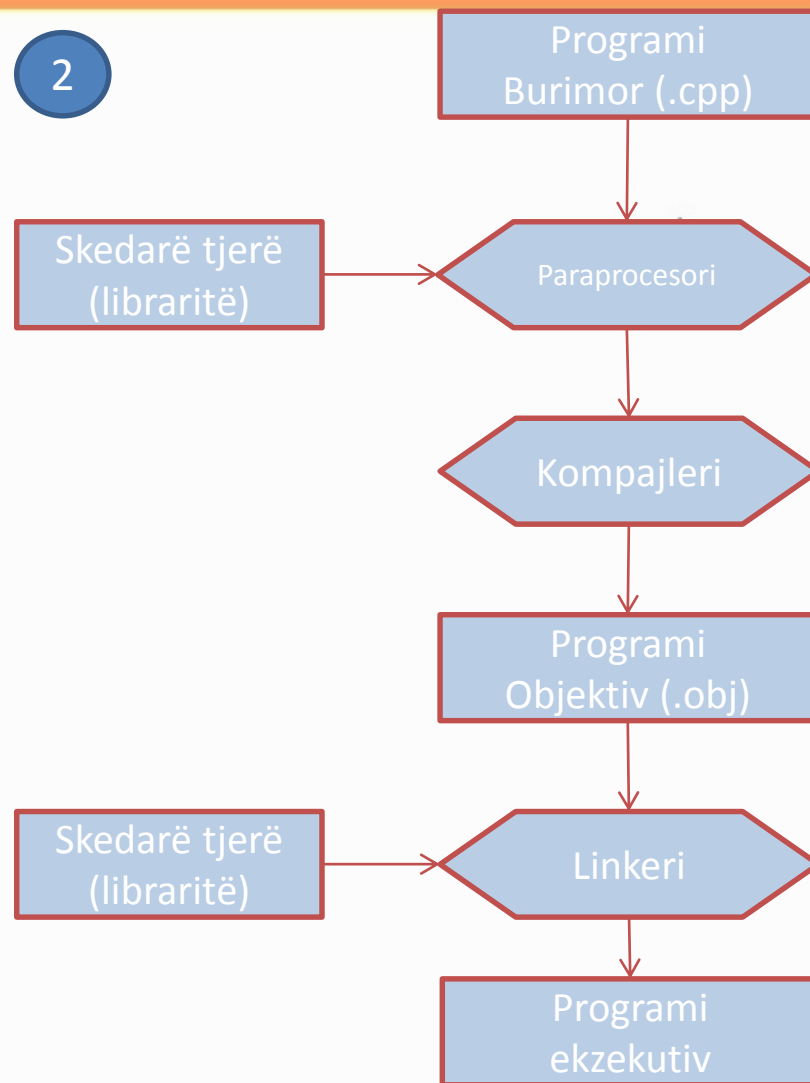 2
Programi
Burimor (.cpp)
Skedarë tjerë
(libraritë)
Paraprocesori
Kompajleri
Programi
Objektiv (.obj)
Skedarë tjerë
(libraritë)
Linkeri
Programi
ekzekutiv